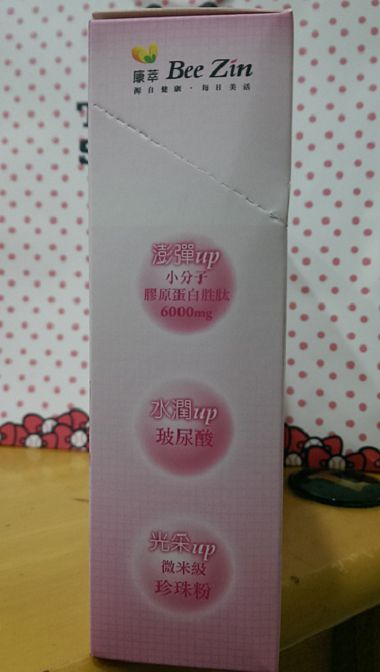 康萃 Bee Zin
源自健康・每日美活
澎彈up
小分子
膠原蛋白胜肽
6000mg
水潤up
玻尿酸
光采up
微米級
珍珠粉